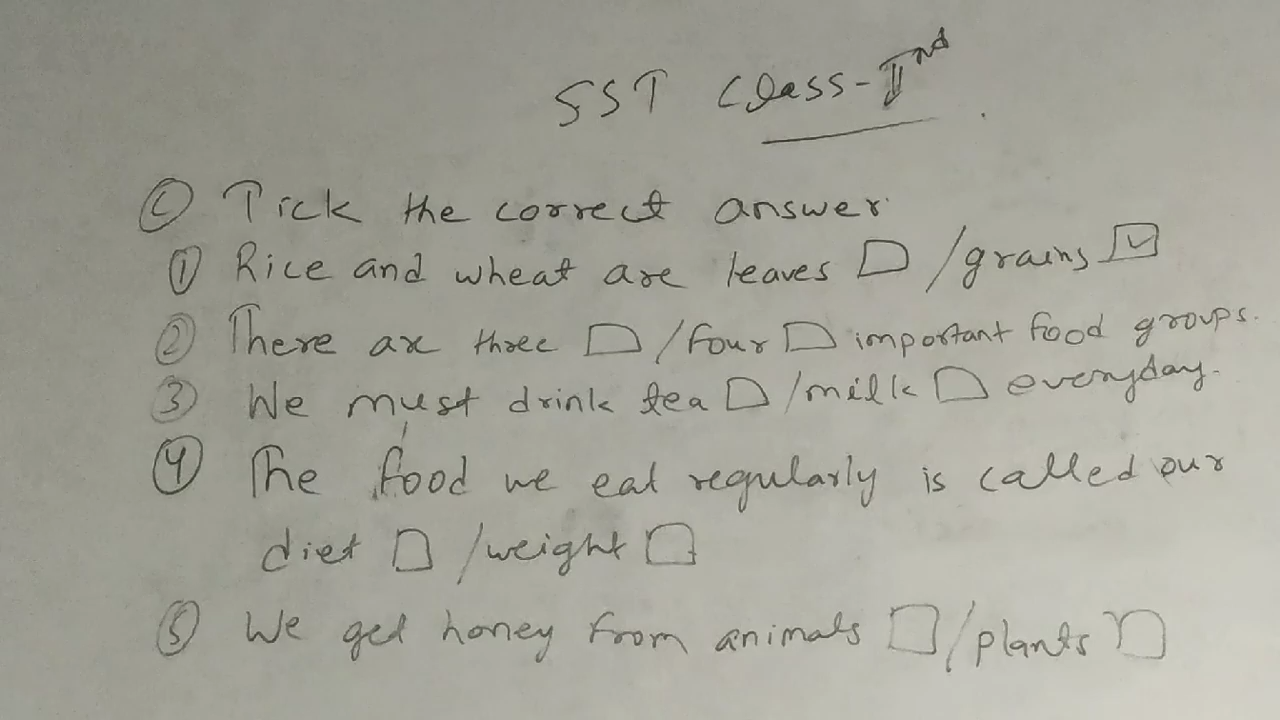 SST Class-IInd
(C) Tick the correct answer.
(1) Rice and wheat are leaves ☐ / grains ☑
(2) There are three ☐ / four ☐ important food groups.
(3) We must drink tea ☐ / milk ☐ everyday.
(4) The food we eat regularly is called our
diet ☐ / weight ☐
(5) We get honey from animals ☐ / plants ☐